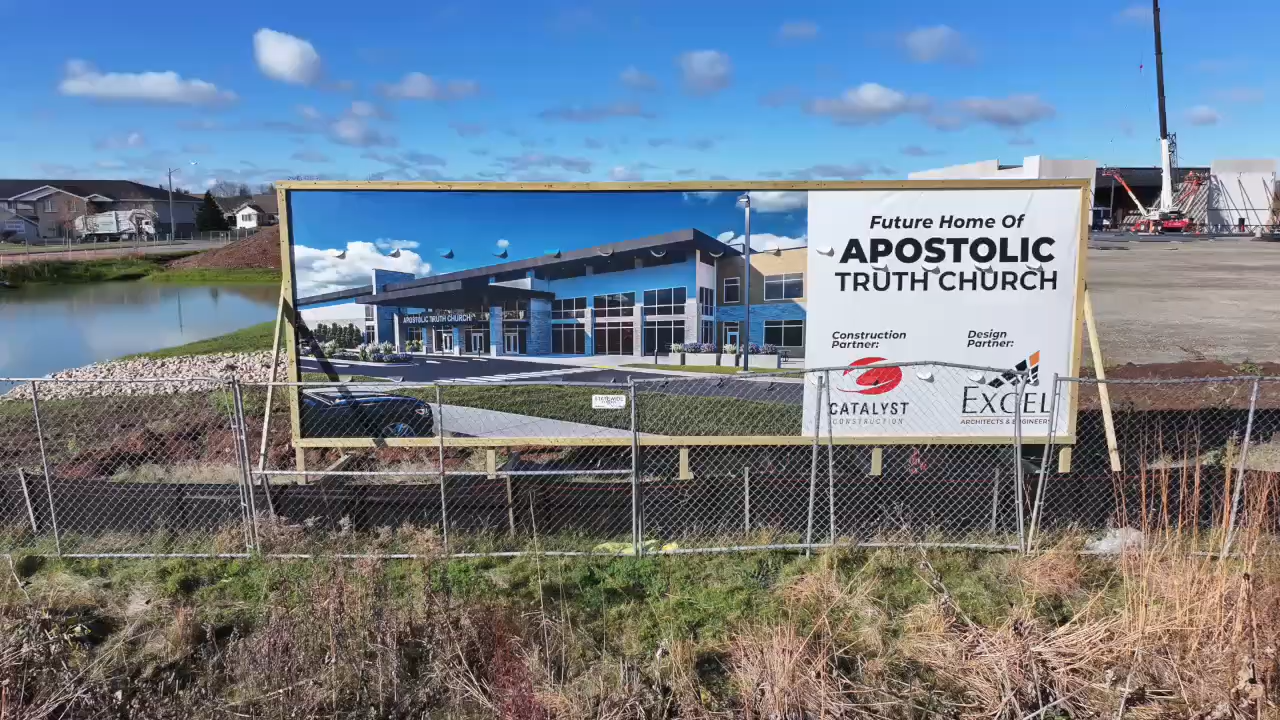 Future Home Of
APOSTOLIC
TRUTH CHURCH
APOSTOLIC TRUTH CHURCH
Construction
Partner:
Design
Partner:
CATALYST
CONSTRUCTION
EXCEL
ARCHITECTS & ENGINEERS